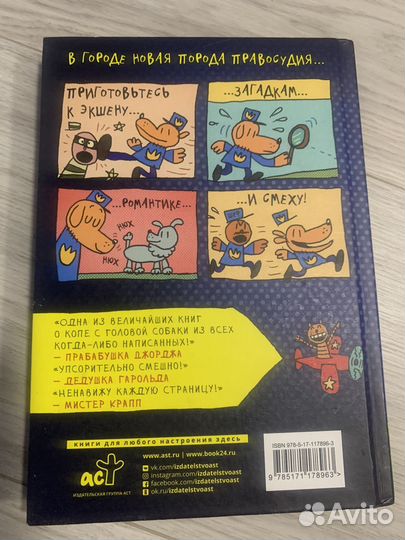 В ГОРОДЕ НОВАЯ ПОРОДА ПРАВОСУДИЯ...
ПРИГОТОВЬТЕСЬ
К ЭКШЕНУ...
...ЗАГАДКАМ...
...РОМАНТИКЕ...
НЮХ
НЮХ
...И СМЕХУ!
«ОДНА ИЗ ВЕЛИЧАЙШИХ КНИГ
О КОПЕ С ГОЛОВОЙ СОБАКИ ИЗ ВСЕХ
КОГДА-ЛИБО НАПИСАННЫХ!»
– ПРАБАБУШКА ДЖОРДЖА
«УПСОРИТЕЛЬНО СМЕШНО!»
– ДЕДУШКА ГАРОЛЬДА
«НЕНАВИЖУ КАЖДУЮ СТРАНИЦУ!»
– МИСТЕР КРАПП
книги для любого настроения здесь
аст
ИЗДАТЕЛЬСКАЯ ГРУППА АСТ
www.ast.ru | www.book24.ru
vk.com/izdatelstvoast
instagram.com/izdatelstvoast
facebook.com/izdatelstvoast
ok.ru/izdatelstvoast
ISBN 978-5-17-117896-3
9 785171 178963 >
Avito